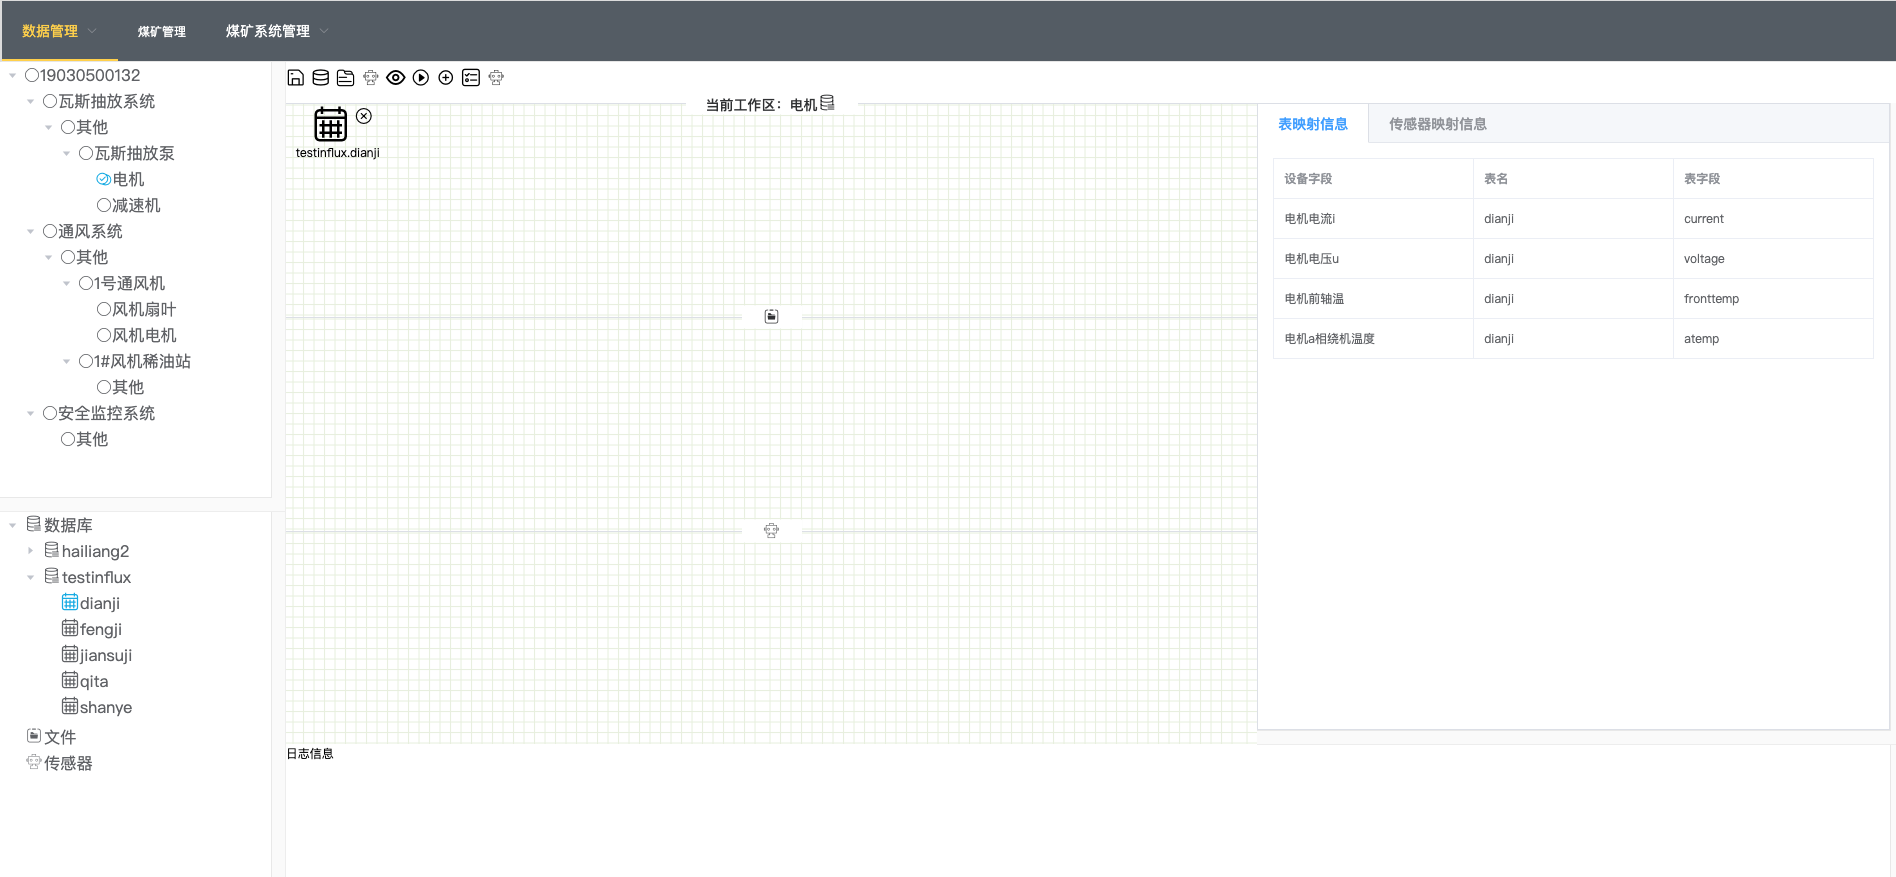 数据管理 煤矿管理 煤矿系统管理
19030500132
瓦斯抽放系统
其他
瓦斯抽放泵
电机
减速机
通风系统
其他
1号通风机
风机扇叶
风机电机
1#风机稀油站
其他
安全监控系统
其他
数据库
hailiang2
testinflux
dianji
fengji
jiansuji
qita
shanye
文件
传感器
当前工作区：电机
testinflux.dianji
日志信息
表映射信息 传感器映射信息
设备字段 表名 表字段
电机电流i dianji current
电机电压u dianji voltage
电机前轴温 dianji fronttemp
电机a相绕机温度 dianji atemp